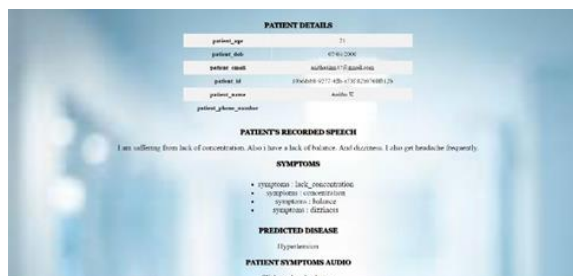 PATIENT DETAILS
patient_age 21
patient_dob
patient_email
patient_id
patient_name
patient_phone_number
PATIENT'S RECORDED SPEECH
I am suffering from lack of concentration. Also i have a lack of balance. And dizziness. I also get headache frequently.
SYMPTOMS
• symptoms : lack_concentration
• symptoms : concentration
• symptoms : balance
• symptoms : dizziness
PREDICTED DISEASE
Hypertension
PATIENT SYMPTOMS AUDIO